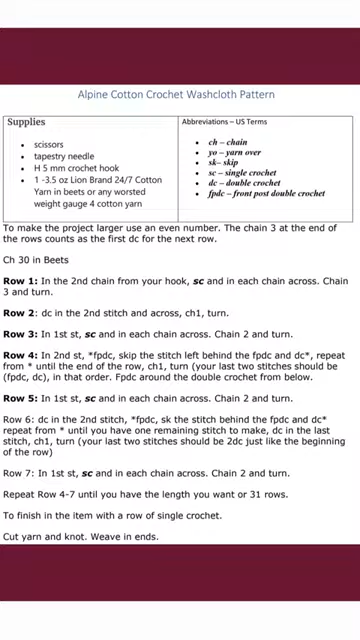 Alpine Cotton Crochet Washcloth Pattern
Supplies
• scissors
• tapestry needle
• H 5 mm crochet hook
• 1 -3.5 oz Lion Brand 24/7 Cotton
Yarn in beets or any worsted
weight gauge 4 cotton yarn
Abbreviations – US Terms
• ch – chain
• yo – yarn over
• sk– skip
• sc – single crochet
• dc – double crochet
• fpdc – front post double crochet
To make the project larger use an even number. The chain 3 at the end of
the rows counts as the first dc for the next row.
Ch 30 in Beets
Row 1: In the 2nd chain from your hook, sc and in each chain across. Chain
3 and turn.
Row 2: dc in the 2nd stitch and across, ch1, turn.
Row 3: In 1st st, sc and in each chain across. Chain 2 and turn.
Row 4: In 2nd st, *fpdc, skip the stitch left behind the fpdc and dc*, repeat
from * until the end of the row, ch1, turn (your last two stitches should be
(fpdc, dc), in that order. Fpdc around the double crochet from below.
Row 5: In 1st st, sc and in each chain across. Chain 2 and turn.
Row 6: dc in the 2nd stitch, *fpdc, sk the stitch behind the fpdc and dc*
repeat from * until you have one remaining stitch to make, dc in the last
stitch, ch1, turn (your last two stitches should be 2dc just like the beginning
of the row)
Row 7: In 1st st, sc and in each chain across. Chain 2 and turn.
Repeat Row 4-7 until you have the length you want or 31 rows.
To finish in the item with a row of single crochet.
Cut yarn and knot. Weave in ends.